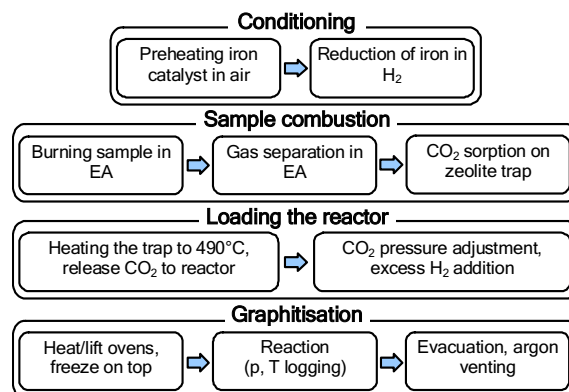 Conditioning
Preheating iron
catalyst in air
Reduction of iron in
H2
Sample combustion
Burning sample in
EA
Gas separation in
EA
CO2 sorption on
zeolite trap
Loading the reactor
Heating the trap to 490°C,
release CO2 to reactor
CO2 pressure adjustment,
excess H2 addition
Graphitisation
Heat/lift ovens,
freeze on top
Reaction
(p, T logging)
Evacuation, argon
venting